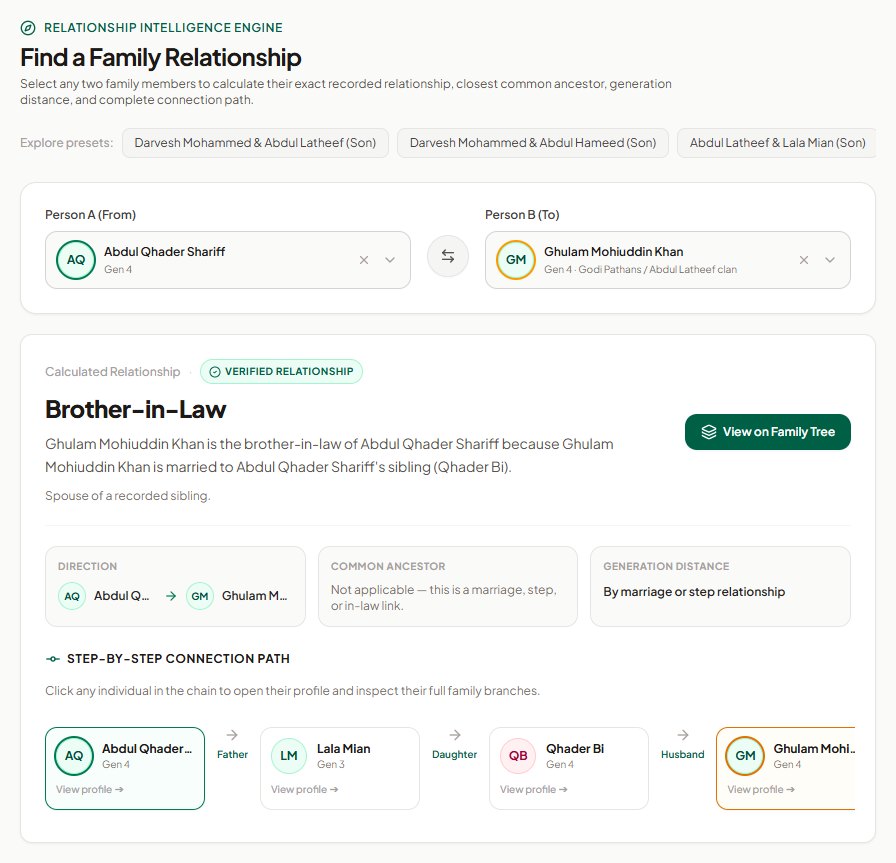 RELATIONSHIP INTELLIGENCE ENGINE
Find a Family Relationship
Select any two family members to calculate their exact recorded relationship, closest common ancestor, generation
distance, and complete connection path.
Explore presets: Darvesh Mohammed & Abdul Latheef (Son) Darvesh Mohammed & Abdul Hameed (Son) Abdul Latheef & Lala Mian (Son)
Person A (From) Person B (To)
AQ Abdul Qhader Shariff GM Ghulam Mohiuddin Khan
Gen 4 Gen 4 · Godi Pathans / Abdul Latheef clan
Calculated Relationship · VERIFIED RELATIONSHIP
Brother-in-Law
View on Family Tree
Ghulam Mohiuddin Khan is the brother-in-law of Abdul Qhader Shariff because Ghulam
Mohiuddin Khan is married to Abdul Qhader Shariff's sibling (Qhader Bi).
Spouse of a recorded sibling.
DIRECTION
AQ Abdul Q... → GM Ghulam M...
COMMON ANCESTOR
Not applicable — this is a marriage, step,
or in-law link.
GENERATION DISTANCE
By marriage or step relationship
STEP-BY-STEP CONNECTION PATH
Click any individual in the chain to open their profile and inspect their full family branches.
AQ Abdul Qhader...
Gen 4
View profile →
→
Father
LM Lala Mian
Gen 3
View profile →
→
Daughter
QB Qhader Bi
Gen 4
View profile →
→
Husband
GM Ghulam Mohi...
Gen 4
View profile →